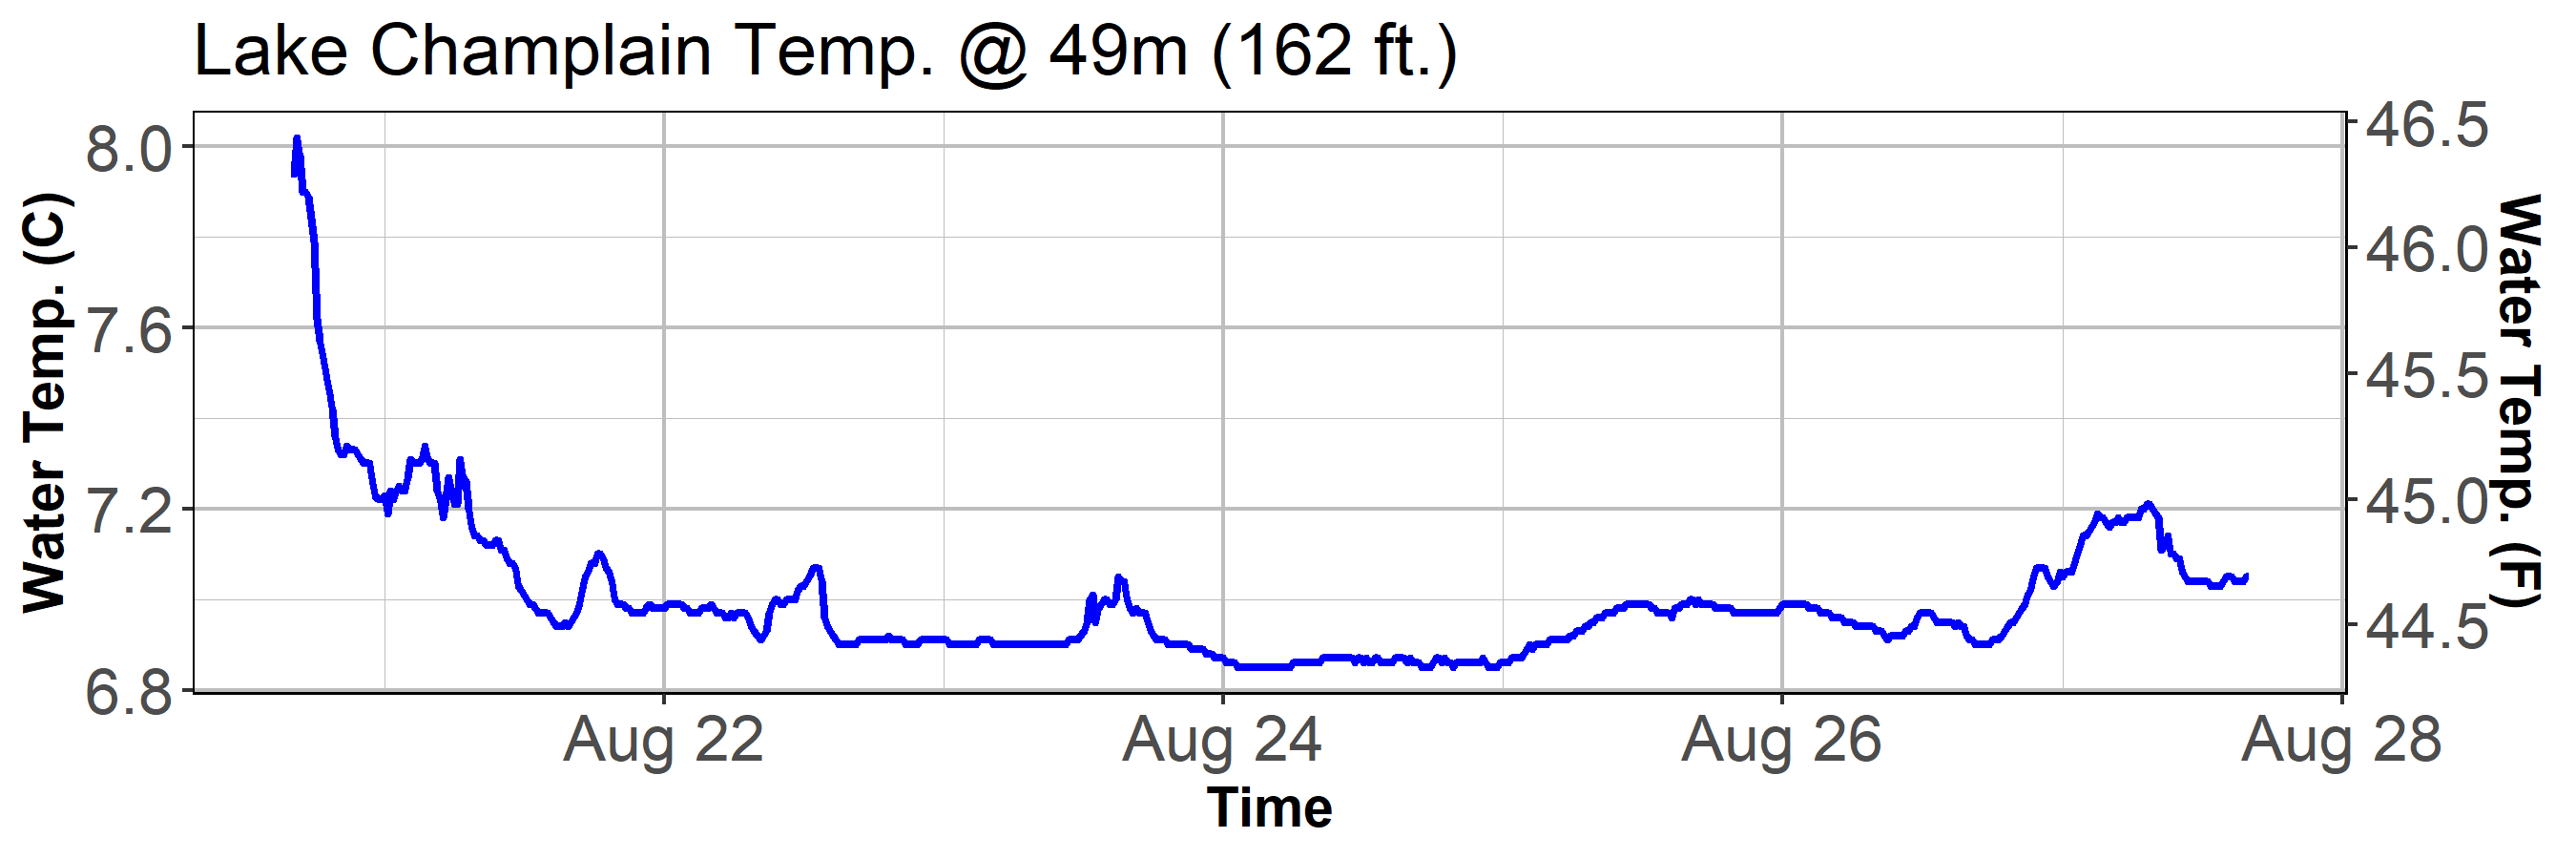 Lake Champlain Temp. @ 49m (162 ft.)
Water Temp. (C)
8.0
7.6
7.2
6.8
46.5
46.0
45.5
45.0
44.5
Water Temp. (F)
Aug 22 Aug 24 Aug 26 Aug 28
Time